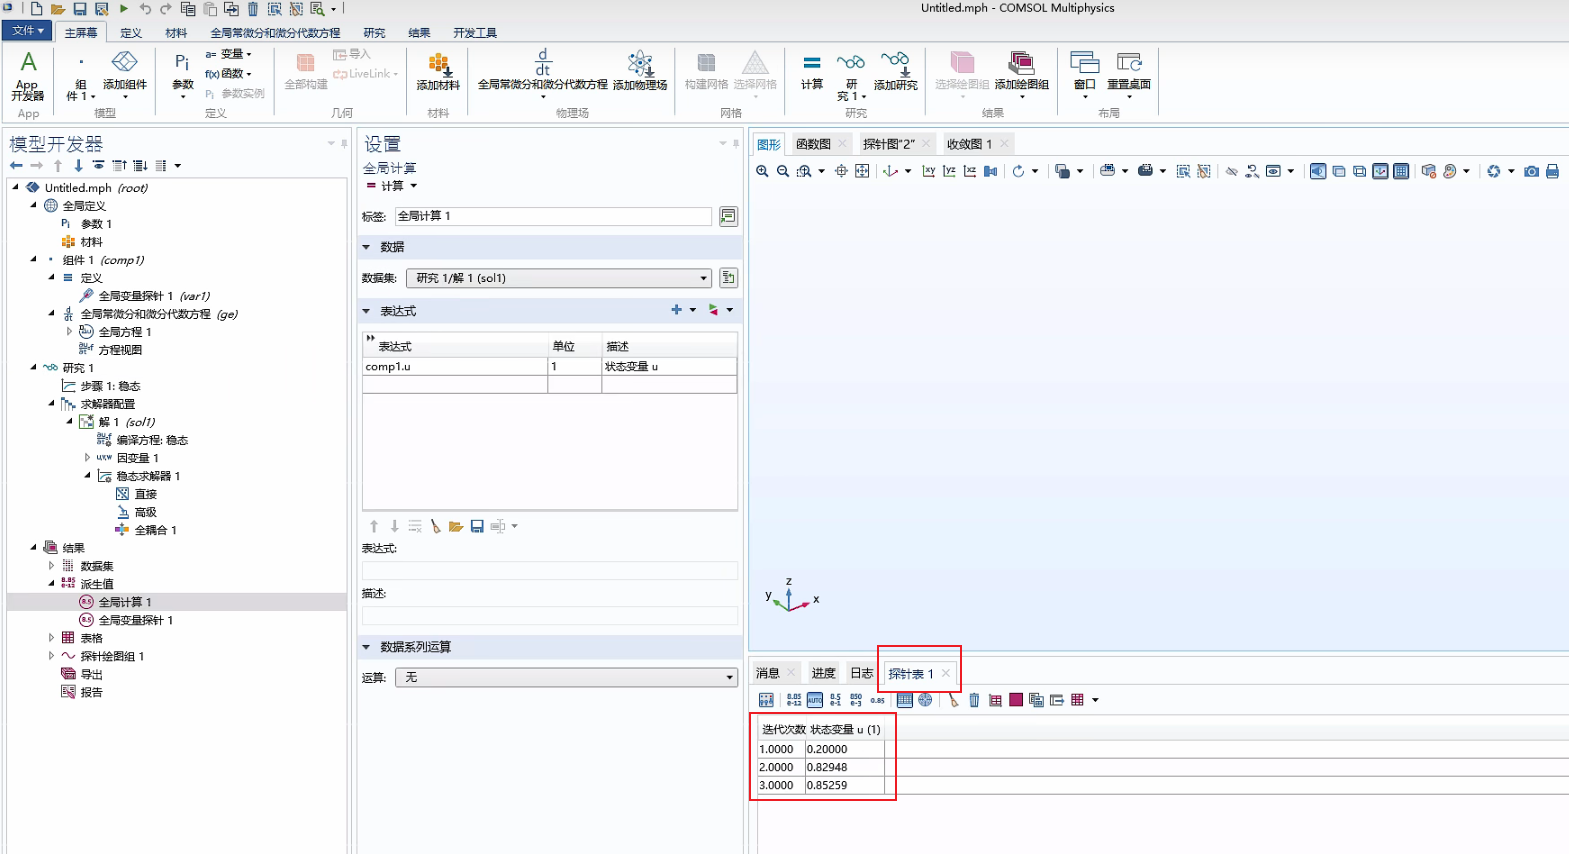 Untitled.mph - COMSOL Multiphysics
文件 主屏幕 定义 材料 全局常微分和微分代数方程 研究 结果 开发工具
A App 开发器
App
组件 1
添加组件
模型
Pi 参数
a= 变量
f(x) 函数
Pi 参数实例
定义
全部构建
导入
LiveLink
几何
添加材料
材料
d/dt 全局常微分和微分代数方程
添加物理场
物理场
构建网格
选择网格
网格
计算
研究 1
添加研究
研究
选择绘图组
添加绘图组
结果
窗口
重置桌面
布局
模型开发器
Untitled.mph (root)
全局定义
Pi 参数 1
材料
组件 1 (comp1)
定义
全局变量探针 1 (var1)
全局常微分和微分代数方程 (ge)
全局方程 1
方程视图
研究 1
步骤 1: 稳态
求解器配置
解 1 (sol1)
编译方程: 稳态
因变量 1
稳态求解器 1
直接
高级
全耦合 1
结果
数据集
派生值
全局计算 1
全局变量探针 1
表格
探针绘图组 1
导出
报告
设置
全局计算
= 计算
标签: 全局计算 1
数据
数据集: 研究 1/解 1 (sol1)
表达式
表达式 单位 描述
comp1.u 1 状态变量 u
表达式:
描述:
数据系列运算
运算: 无
图形 函数图 探针图“2” 收敛图 1
xy yz xz
z
y x
消息 进度 日志 探针表 1
8.85 e-12 AUTO 8.5 e-1 850 e-3 0.85
迭代次数 状态变量 u (1)
1.0000 0.20000
2.0000 0.82948
3.0000 0.85259